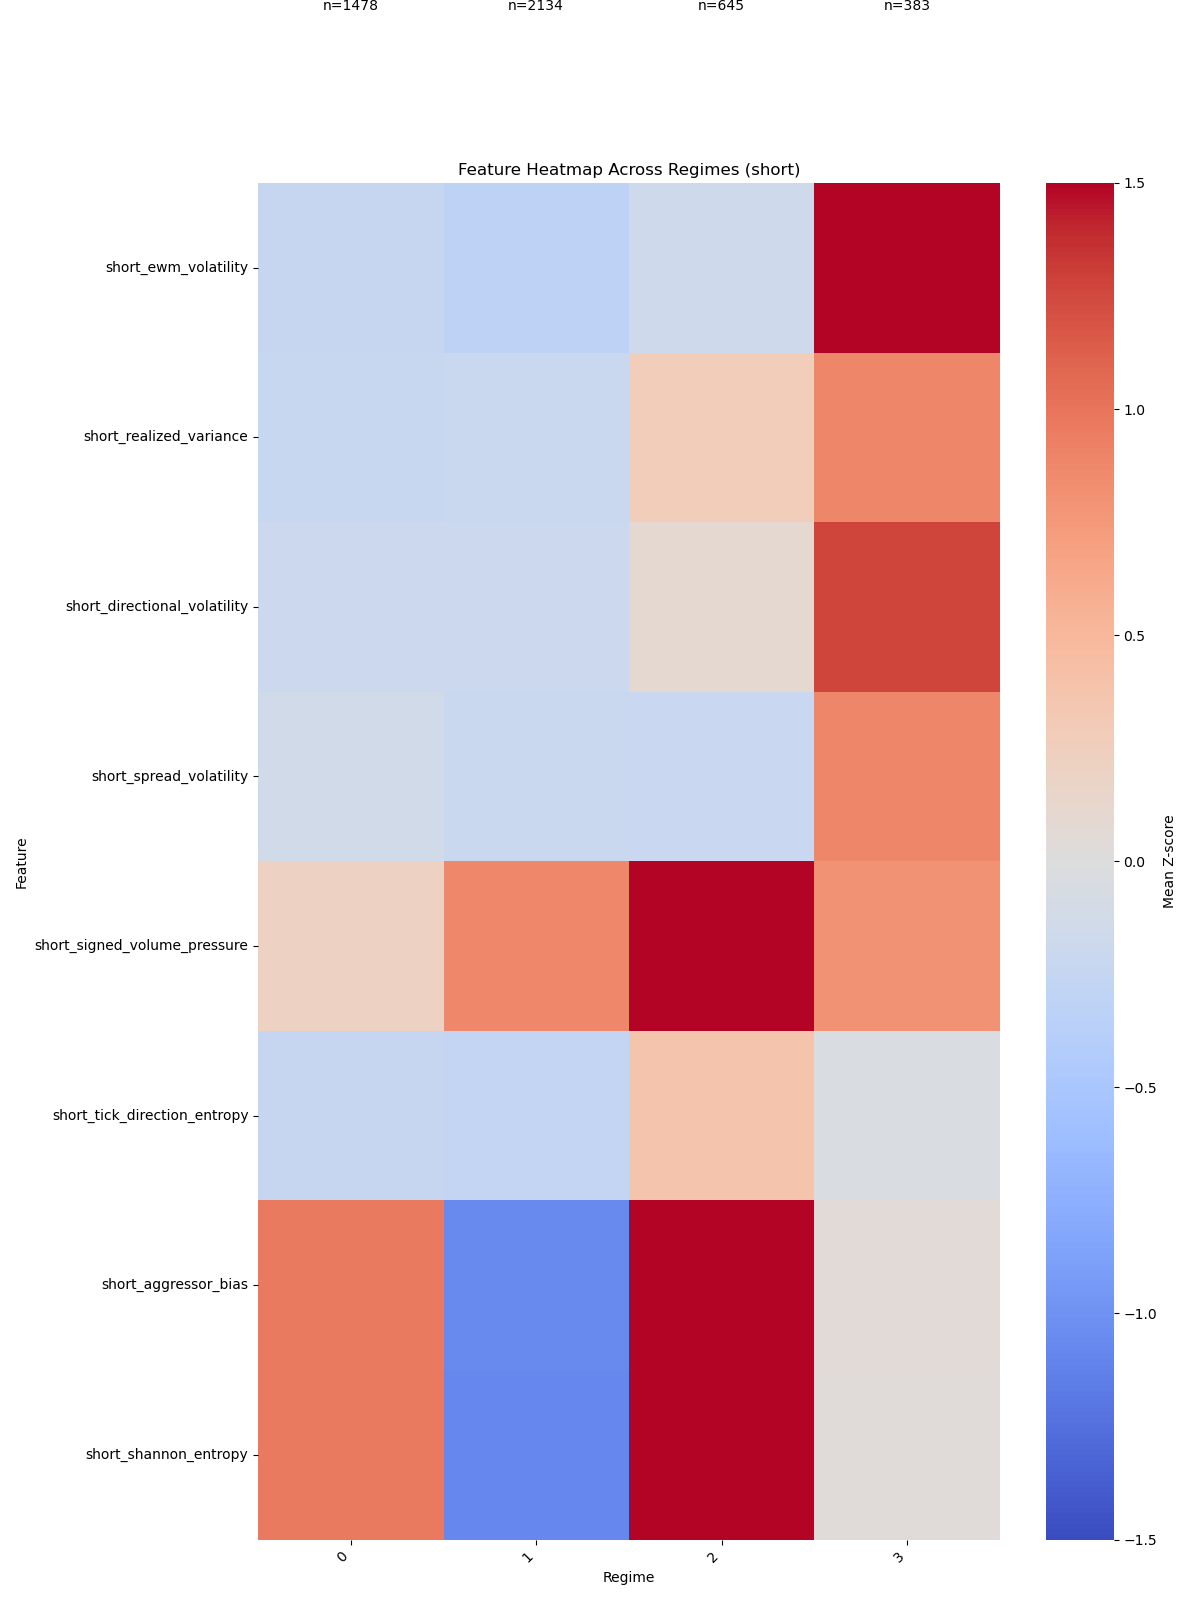 n=1478 n=2134 n=645 n=383
Feature Heatmap Across Regimes (short)
short_ewm_volatility
short_realized_variance
short_directional_volatility
short_spread_volatility
short_signed_volume_pressure
short_tick_direction_entropy
short_aggressor_bias
short_shannon_entropy
Feature
0 1 2 3
Regime
1.5
1.0
0.5
0.0
−0.5
−1.0
−1.5
Mean Z-score